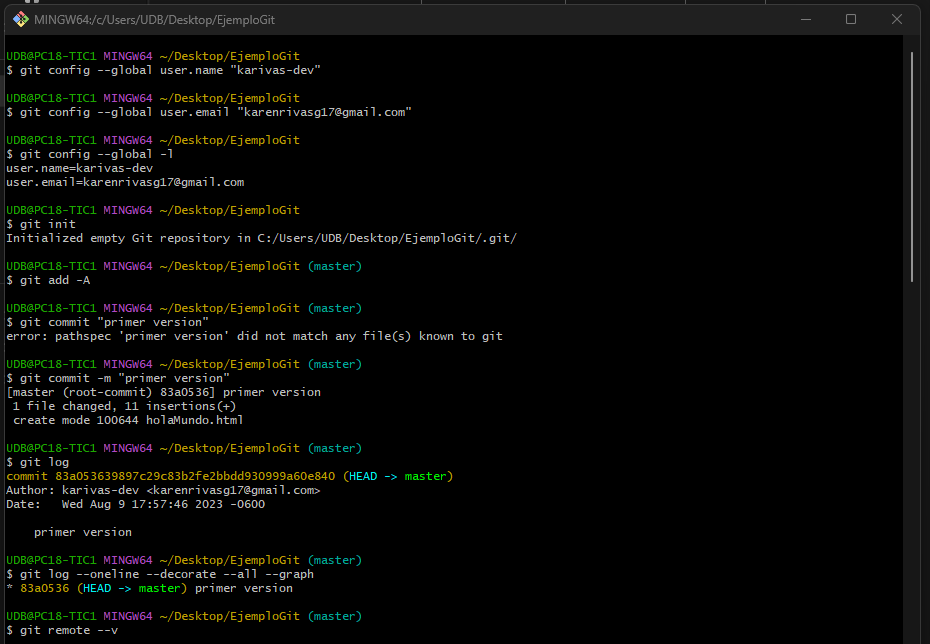 MINGW64:/c/Users/UDB/Desktop/EjemploGit
UDB@PC18-TIC1 MINGW64 ~/Desktop/EjemploGit
$ git config --global user.name "karivas-dev"
UDB@PC18-TIC1 MINGW64 ~/Desktop/EjemploGit
$ git config --global user.email "karenrivasg17@gmail.com"
UDB@PC18-TIC1 MINGW64 ~/Desktop/EjemploGit
$ git config --global -l
user.name=karivas-dev
user.email=karenrivasg17@gmail.com
UDB@PC18-TIC1 MINGW64 ~/Desktop/EjemploGit
$ git init
Initialized empty Git repository in C:/Users/UDB/Desktop/EjemploGit/.git/
UDB@PC18-TIC1 MINGW64 ~/Desktop/EjemploGit (master)
$ git add -A
UDB@PC18-TIC1 MINGW64 ~/Desktop/EjemploGit (master)
$ git commit "primer version"
error: pathspec 'primer version' did not match any file(s) known to git
UDB@PC18-TIC1 MINGW64 ~/Desktop/EjemploGit (master)
$ git commit -m "primer version"
[master (root-commit) 83a0536] primer version
 1 file changed, 11 insertions(+)
 create mode 100644 holaMundo.html
UDB@PC18-TIC1 MINGW64 ~/Desktop/EjemploGit (master)
$ git log
commit 83a053639897c29c83b2fe2bbdd930999a60e840 (HEAD -> master)
Author: karivas-dev <karenrivasg17@gmail.com>
Date:   Wed Aug 9 17:57:46 2023 -0600
    primer version
UDB@PC18-TIC1 MINGW64 ~/Desktop/EjemploGit (master)
$ git log --oneline --decorate --all --graph
* 83a0536 (HEAD -> master) primer version
UDB@PC18-TIC1 MINGW64 ~/Desktop/EjemploGit (master)
$ git remote --v